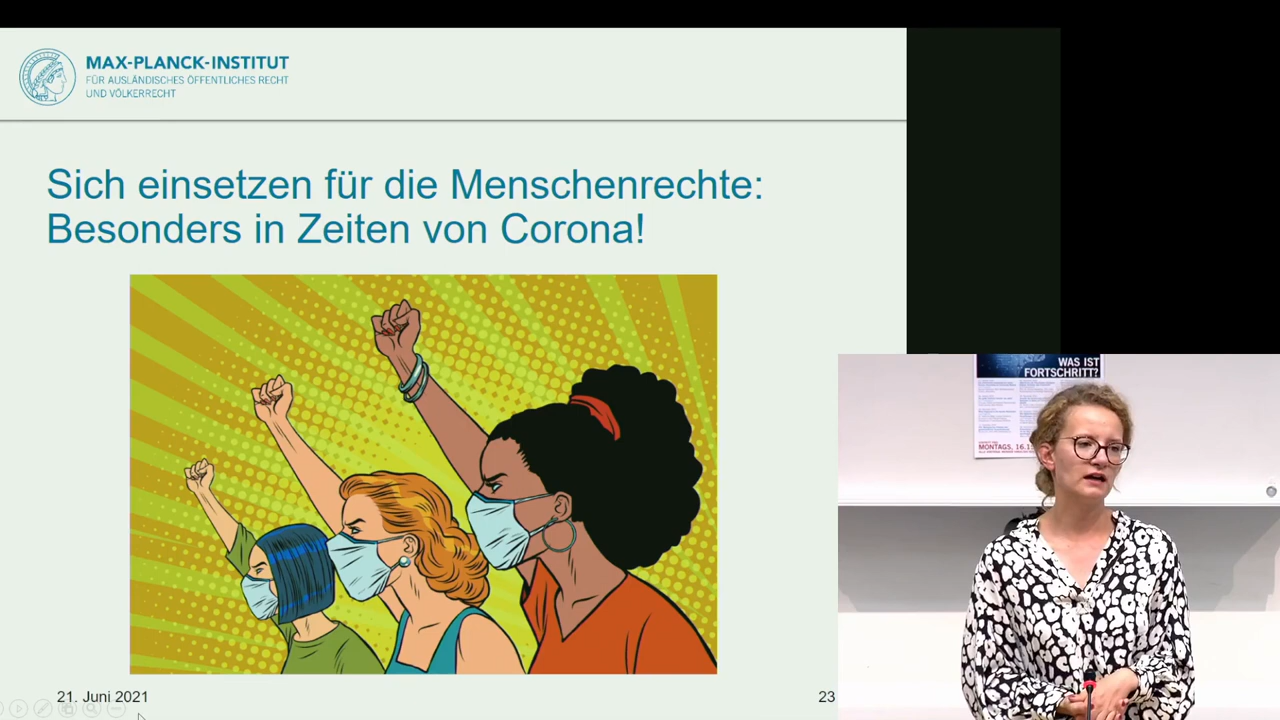 MAX-PLANCK-INSTITUT
FÜR AUSLÄNDISCHES ÖFFENTLICHES RECHT
UND VÖLKERRECHT
Sich einsetzen für die Menschenrechte:
Besonders in Zeiten von Corona!
WAS IST
FORTSCHRITT?
MONTAGS, 16.15
21. Juni 2021
23